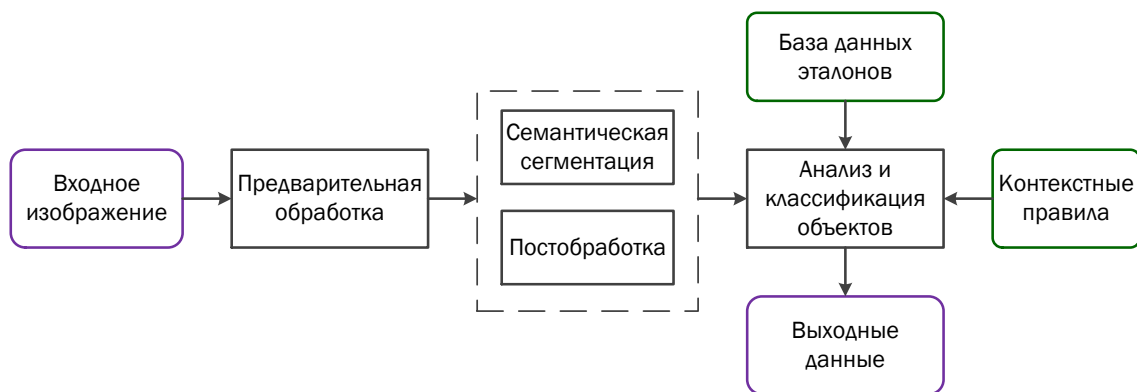 База данных
эталонов
Входное
изображение
Предварительная
обработка
Семантическая
сегментация
Постобработка
Анализ и
классификация
объектов
Контекстные
правила
Выходные
данные